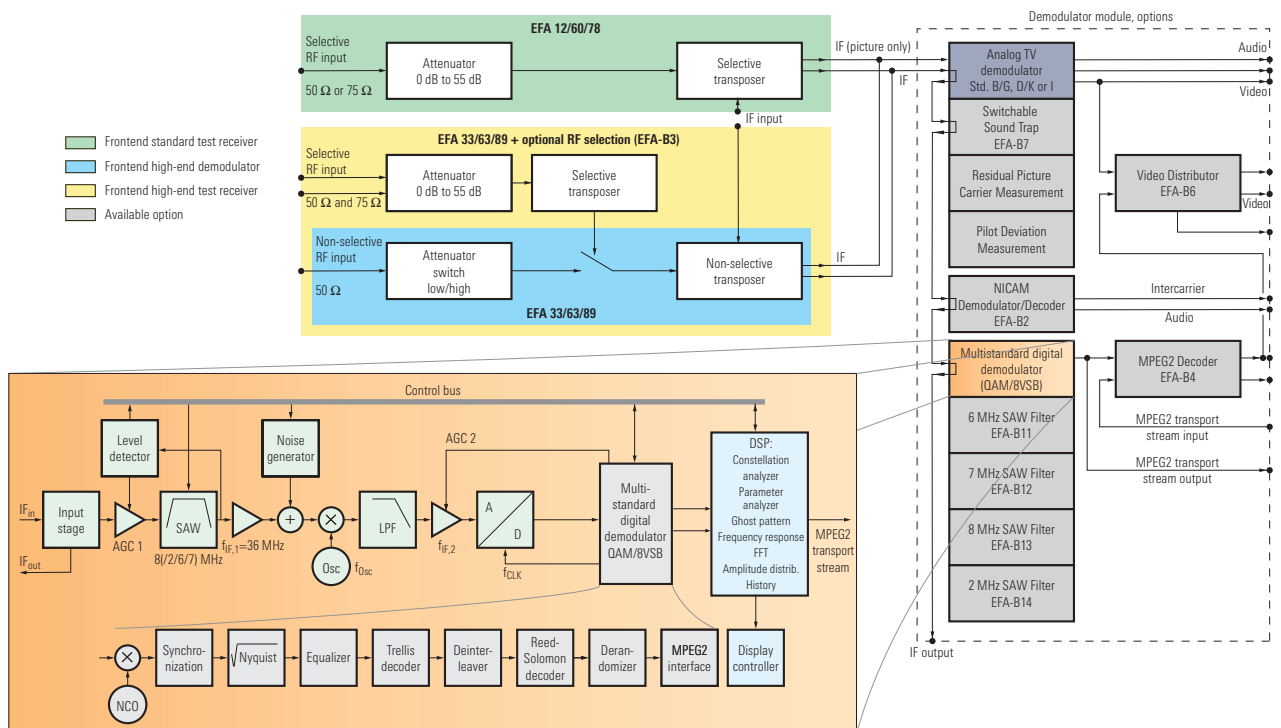 EFA 12/60/78
Selective
RF input
50 Ω or 75 Ω
Attenuator
0 dB to 55 dB
Selective
transposer
IF (picture only)
IF
IF input
Frontend standard test receiver
Frontend high-end demodulator
Frontend high-end test receiver
Available option
EFA 33/63/89 + optional RF selection (EFA-B3)
Selective
RF input
50 Ω and 75 Ω
Attenuator
0 dB to 55 dB
Selective
transposer
Non-selective
RF input
50 Ω
Attenuator
switch
low/high
Non-selective
transposer
IF
EFA 33/63/89
Demodulator module, options
Analog TV
demodulator
Std. B/G, D/K or I
Audio
Video
Switchable
Sound Trap
EFA-B7
Residual Picture
Carrier Measurement
Pilot Deviation
Measurement
Video Distributor
EFA-B6
Video
NICAM
Demodulator/Decoder
EFA-B2
Intercarrier
Audio
Multistandard digital
demodulator
(QAM/8VSB)
MPEG2 Decoder
EFA-B4
6 MHz SAW Filter
EFA-B11
MPEG2 transport
stream input
7 MHz SAW Filter
EFA-B12
MPEG2 transport
stream output
8 MHz SAW Filter
EFA-B13
2 MHz SAW Filter
EFA-B14
IF output
Control bus
Level
detector
Noise
generator
AGC 2
IFin
IFout
Input
stage
AGC 1
SAW
8(/2/6/7) MHz
fIF,1=36 MHz
+
×
Osc
fOsc
LPF
fIF,2
A
D
fCLK
Multi-
standard
digital
demodulator
QAM/8VSB
DSP:
Constellation
analyzer
Parameter
analyzer
Ghost pattern
Frequency response
FFT
Amplitude distrib.
History
MPEG2
transport
stream
×
NCO
Synchro-
nization
√Nyquist
Equalizer
Trellis
decoder
Deinter-
leaver
Reed-
Solomon
decoder
Deran-
domizer
MPEG2
interface
Display
controller